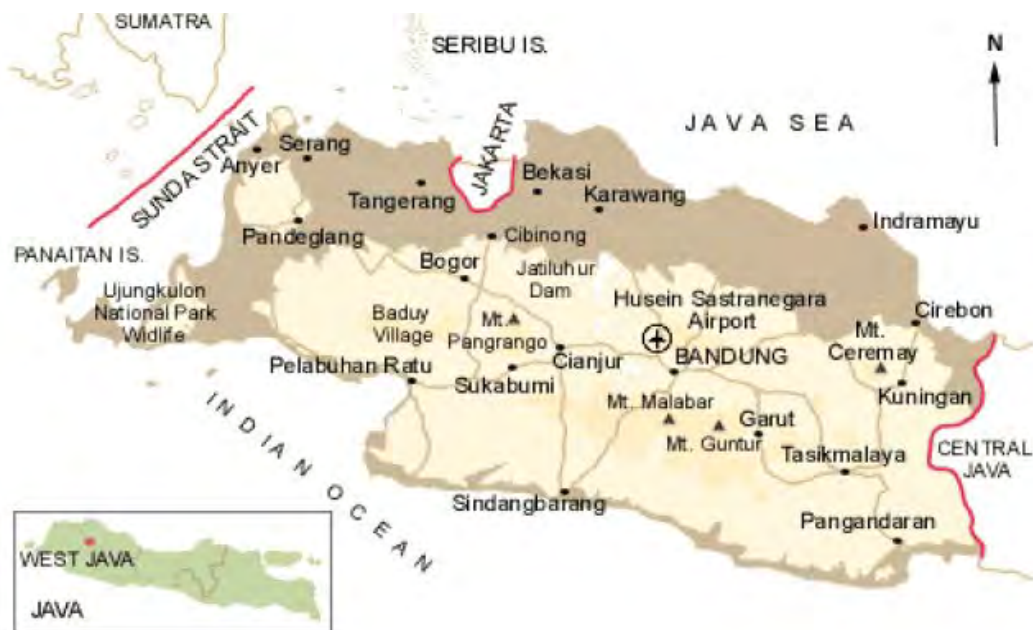 SUMATRA
SERIBU IS.
N
JAVA SEA
SUNDA STRAIT
JAKARTA
Serang
Anyer
Bekasi
Tangerang
Karawang
Indramayu
Pandeglang
Cibinong
PANAITAN IS.
Bogor
Jatiluhur
Dam
Ujungkulon
National Park
Widlife
Husein Sastranegara
Airport
Baduy
Village
Mt.
Pangrango
Cirebon
Mt.
Ceremay
Cianjur
BANDUNG
Pelabuhan Ratu
Sukabumi
Kuningan
Mt. Malabar
Garut
Mt. Guntur
INDIAN OCEAN
Tasikmalaya
CENTRAL
JAVA
Sindangbarang
Pangandaran
WEST JAVA
JAVA